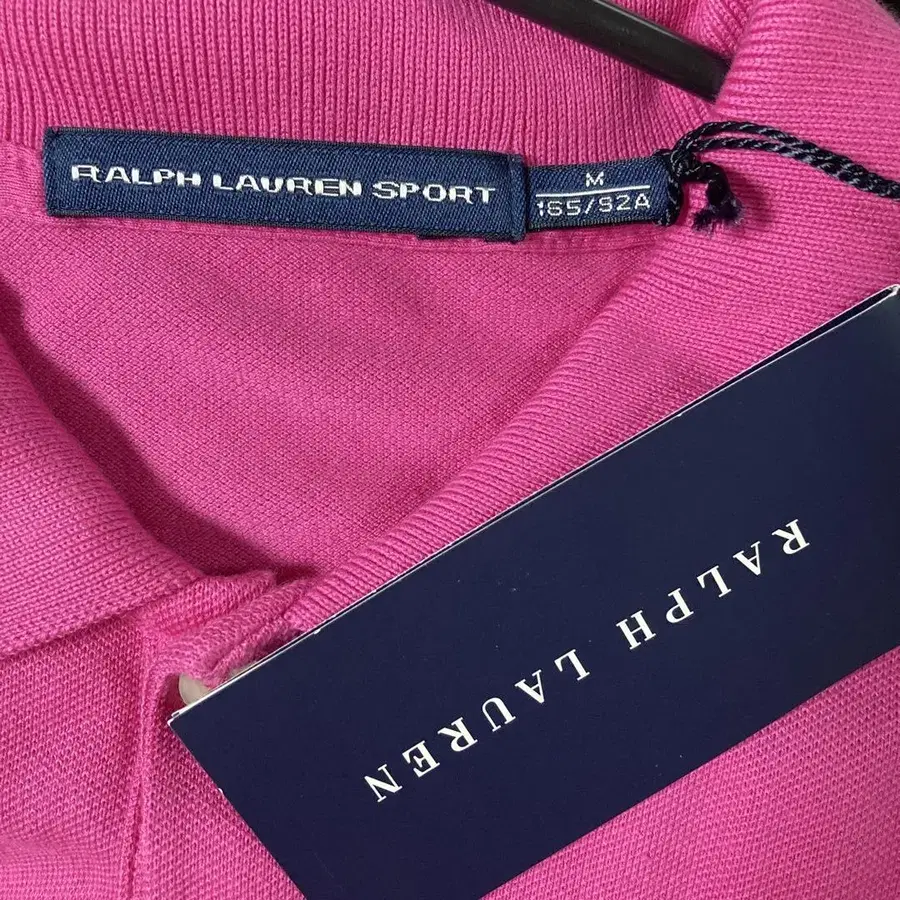 RALPH LAUREN SPORT
M
165/92A
RALPH LAUREN